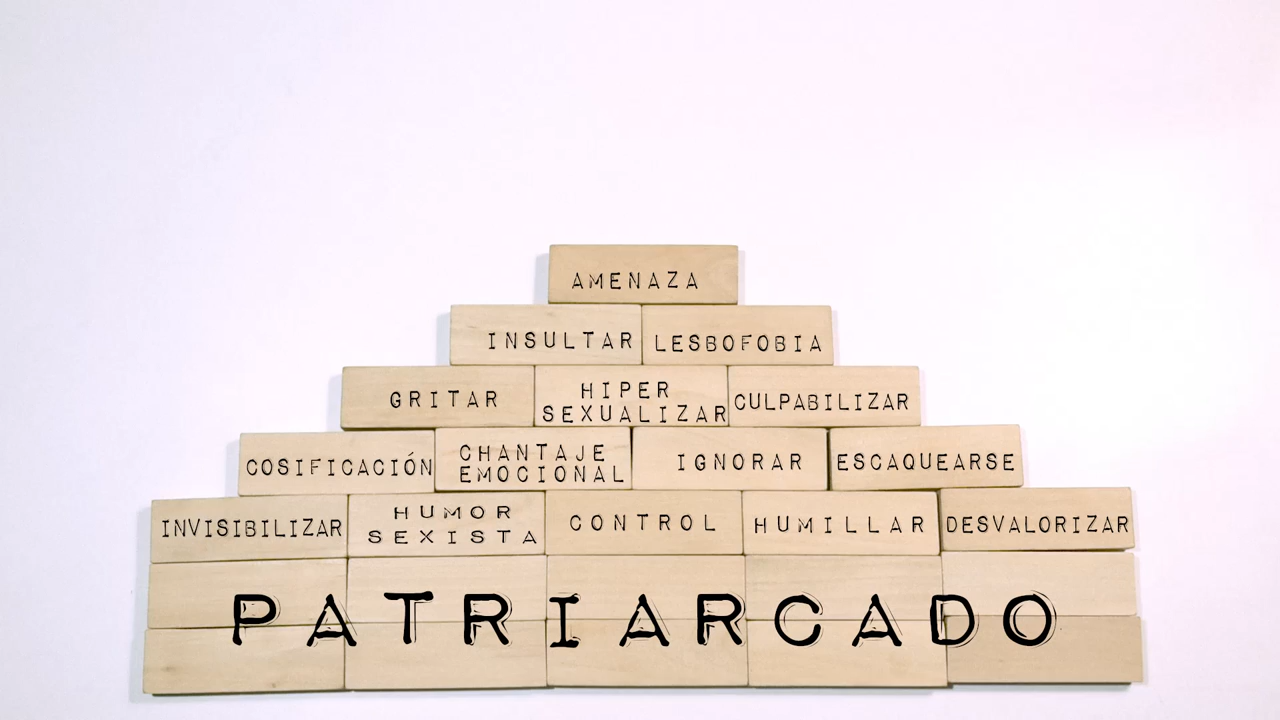 AMENAZA
INSULTAR LESBOFOBIA
GRITAR HIPER SEXUALIZAR CULPABILIZAR
COSIFICACIÓN CHANTAJE EMOCIONAL IGNORAR ESCAQUEARSE
INVISIBILIZAR HUMOR SEXISTA CONTROL HUMILLAR DESVALORIZAR
PATRIARCADO